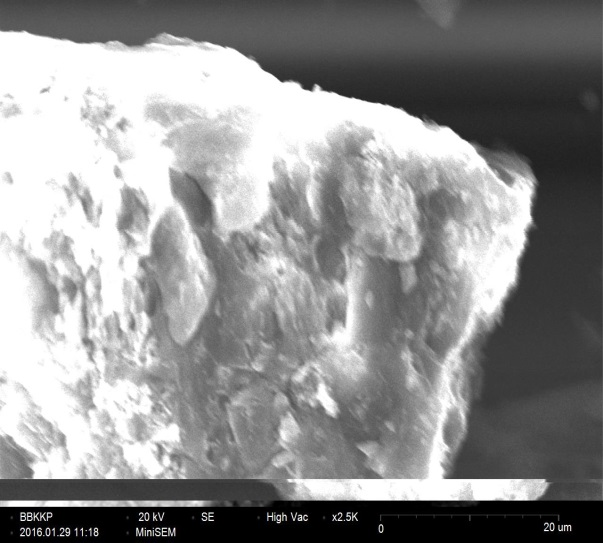 BBKKP 20 kV SE High Vac x2.5K 0 20 um
2016.01.29 11:18 MiniSEM